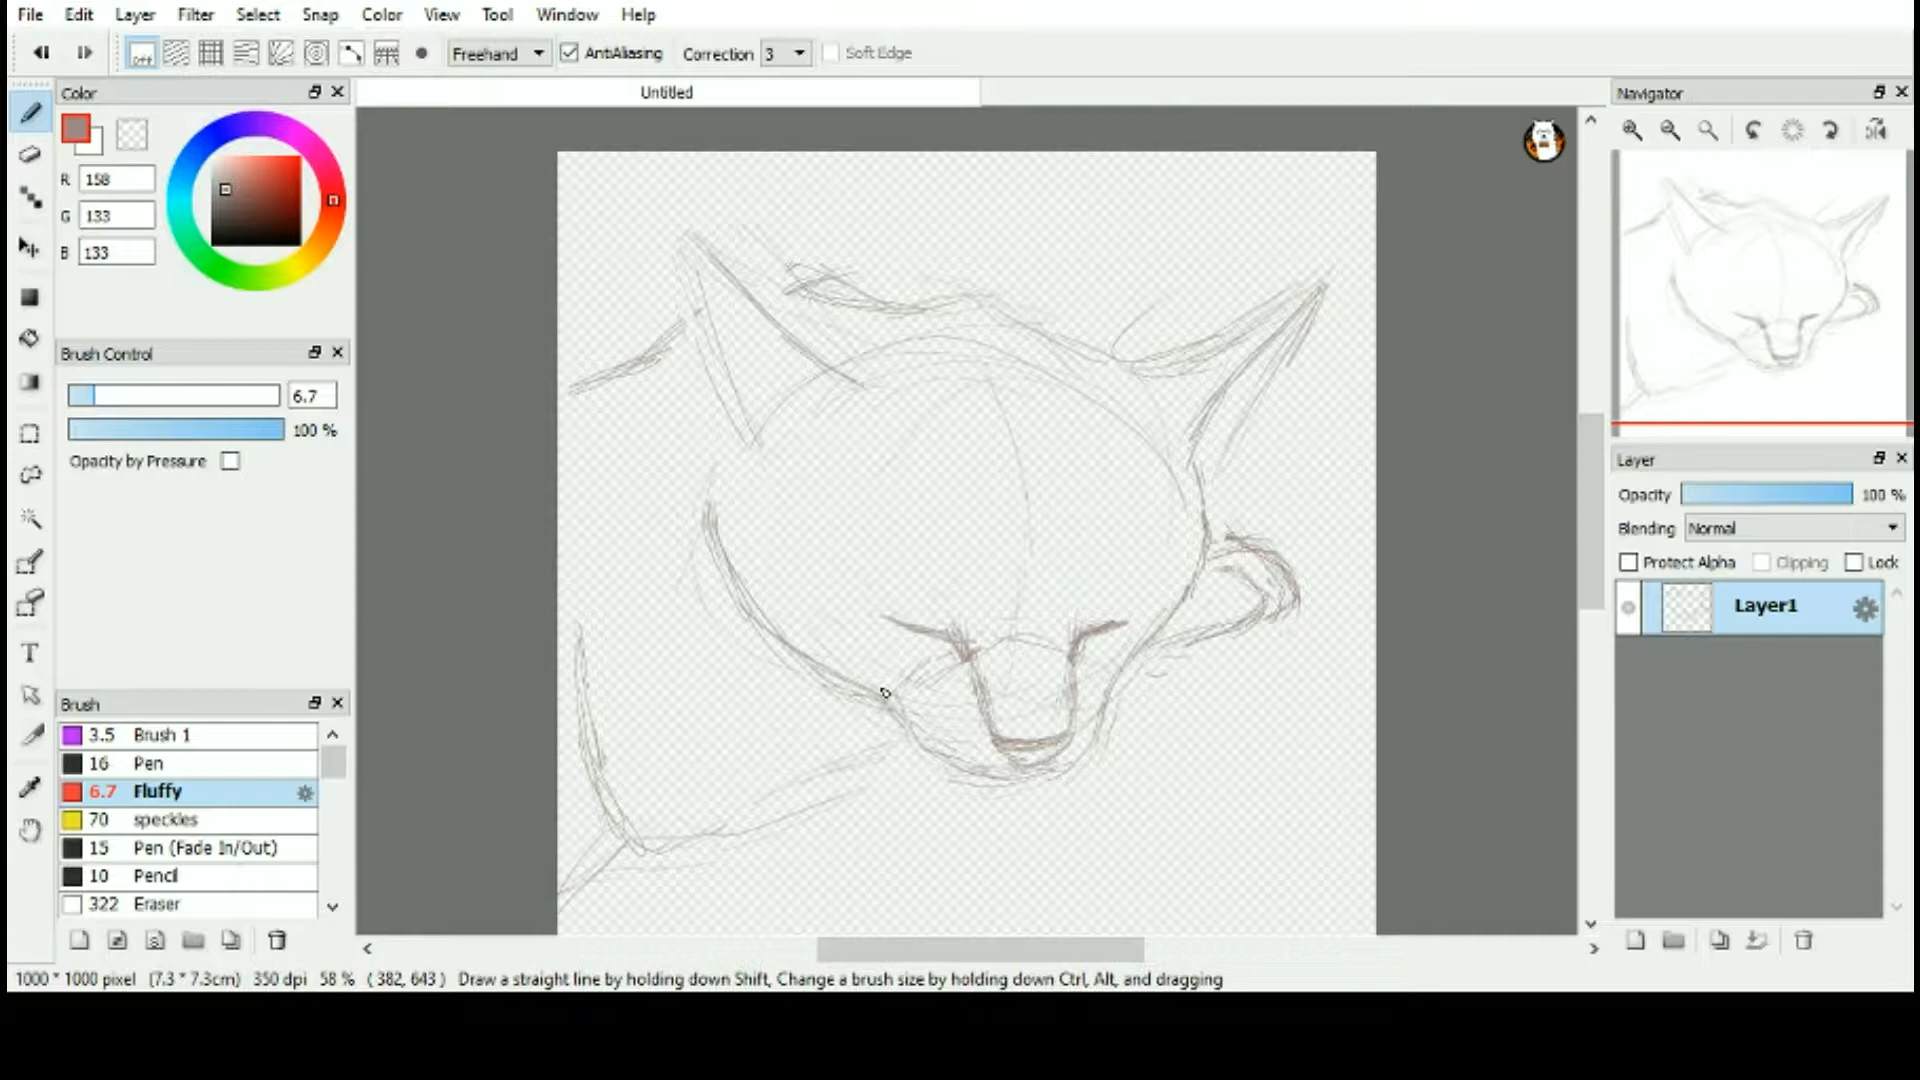 File Edit Layer Filter Select Snap Color View Tool Window Help
off Freehand AntiAliasing Correction 3 Soft Edge
Color
Untitled
Navigator
R 158
G 133
B 133
Brush Control
6.7
100 %
Opacity by Pressure
Layer
Opacity 100 %
Blending Normal
Protect Alpha Clipping Lock
Layer1
Brush
3.5 Brush 1
16 Pen
6.7 Fluffy
70 speckles
15 Pen (Fade In/Out)
10 Pencil
322 Eraser
1000 * 1000 pixel (7.3 * 7.3cm) 350 dpi 58 % ( 382, 643 ) Draw a straight line by holding down Shift, Change a brush size by holding down Ctrl, Alt, and dragging